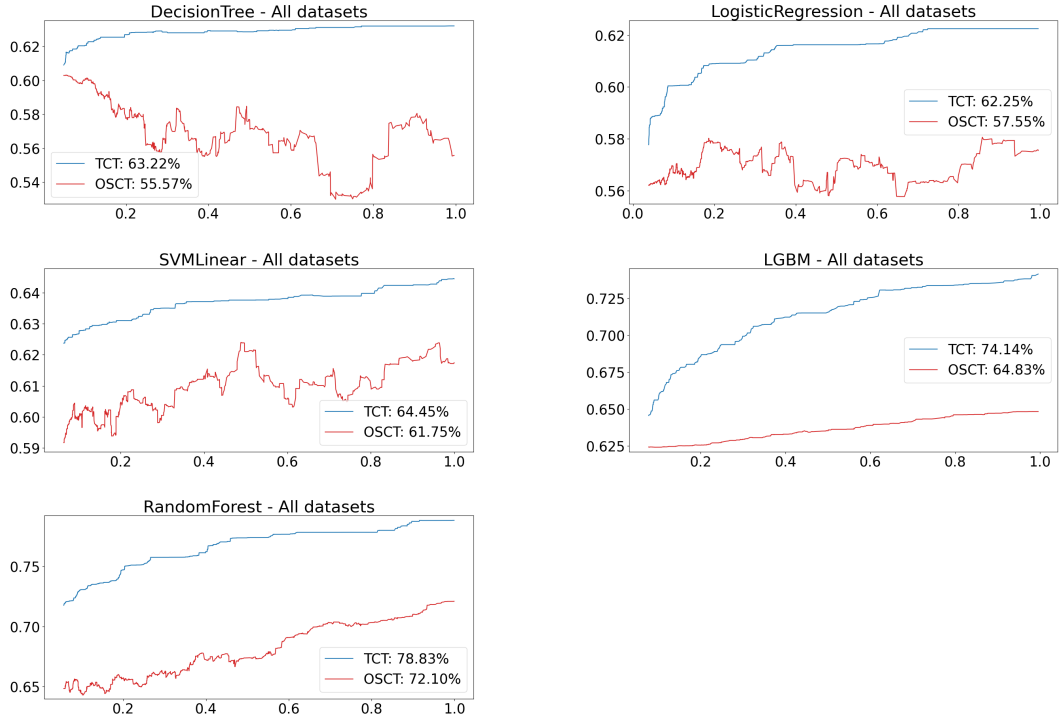 DecisionTree - All datasets
0.62
0.60
0.58
0.56
0.54
TCT: 63.22%
OSCT: 55.57%
0.2 0.4 0.6 0.8 1.0
LogisticRegression - All datasets
0.62
0.60
0.58
0.56
TCT: 62.25%
OSCT: 57.55%
0.0 0.2 0.4 0.6 0.8 1.0
SVMLinear - All datasets
0.64
0.63
0.62
0.61
0.60
0.59
TCT: 64.45%
OSCT: 61.75%
0.2 0.4 0.6 0.8 1.0
LGBM - All datasets
0.725
0.700
0.675
0.650
0.625
TCT: 74.14%
OSCT: 64.83%
0.2 0.4 0.6 0.8 1.0
RandomForest - All datasets
0.75
0.70
0.65
TCT: 78.83%
OSCT: 72.10%
0.2 0.4 0.6 0.8 1.0